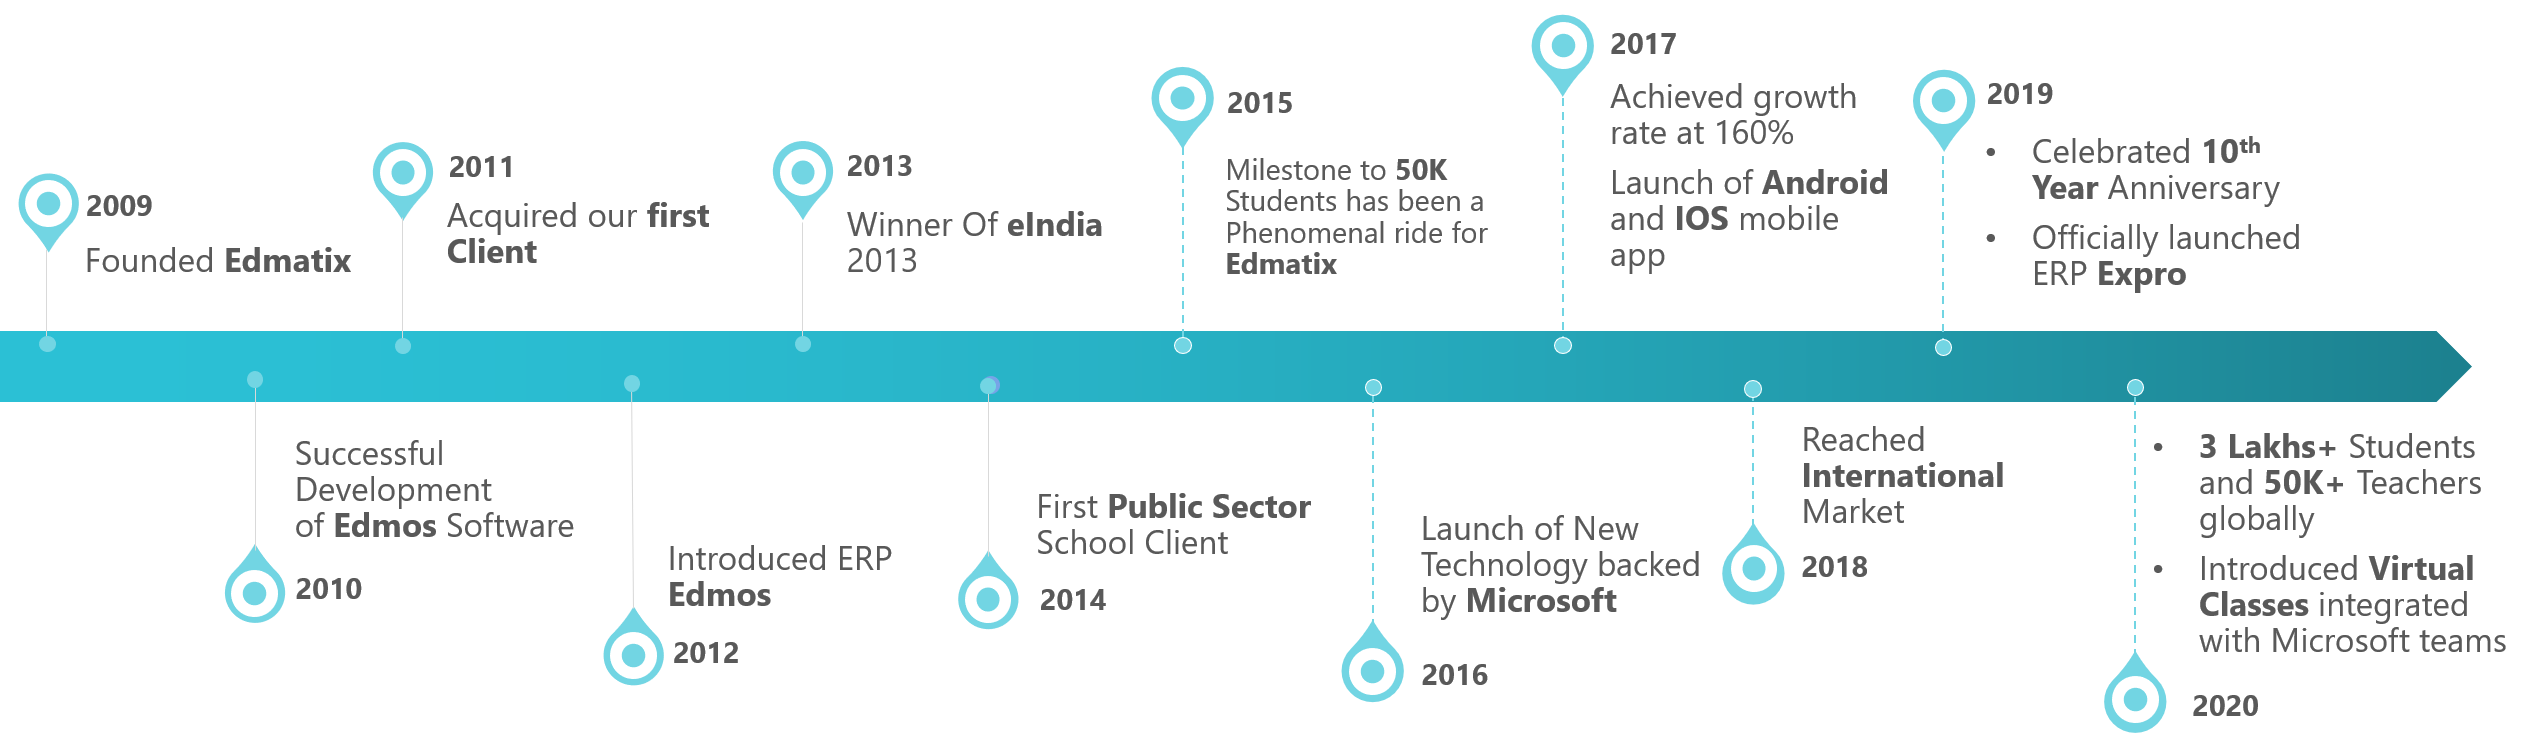 2009
Founded Edmatix
2010
Successful
Development
of Edmos Software
2011
Acquired our first
Client
2012
Introduced ERP
Edmos
2013
Winner Of eIndia
2013
2014
First Public Sector
School Client
2015
Milestone to 50K
Students has been a
Phenomenal ride for
Edmatix
2016
Launch of New
Technology backed
by Microsoft
2017
Achieved growth
rate at 160%
Launch of Android
and IOS mobile
app
2018
Reached
International
Market
2019
• Celebrated 10th
Year Anniversary
• Officially launched
ERP Expro
2020
• 3 Lakhs+ Students
and 50K+ Teachers
globally
• Introduced Virtual
Classes integrated
with Microsoft teams